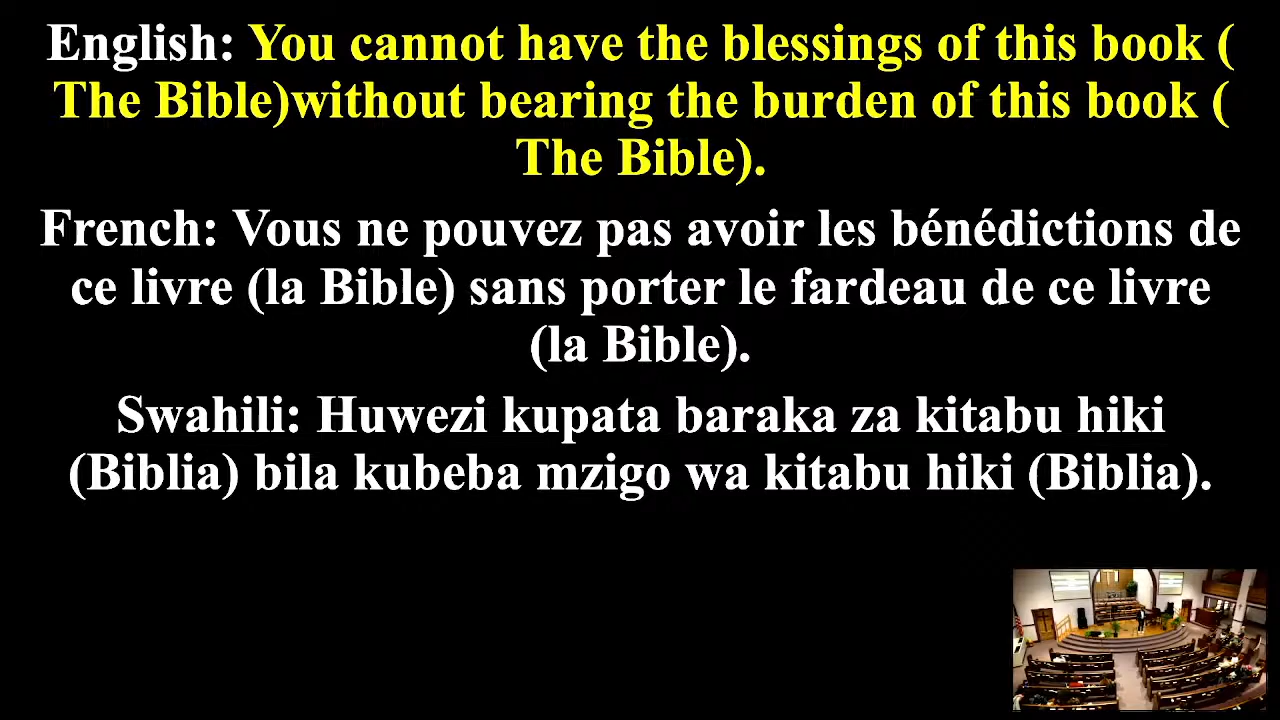 English: You cannot have the blessings of this book (
The Bible)without bearing the burden of this book (
The Bible).
French: Vous ne pouvez pas avoir les bénédictions de
ce livre (la Bible) sans porter le fardeau de ce livre
(la Bible).
Swahili: Huwezi kupata baraka za kitabu hiki
(Biblia) bila kubeba mzigo wa kitabu hiki (Biblia).